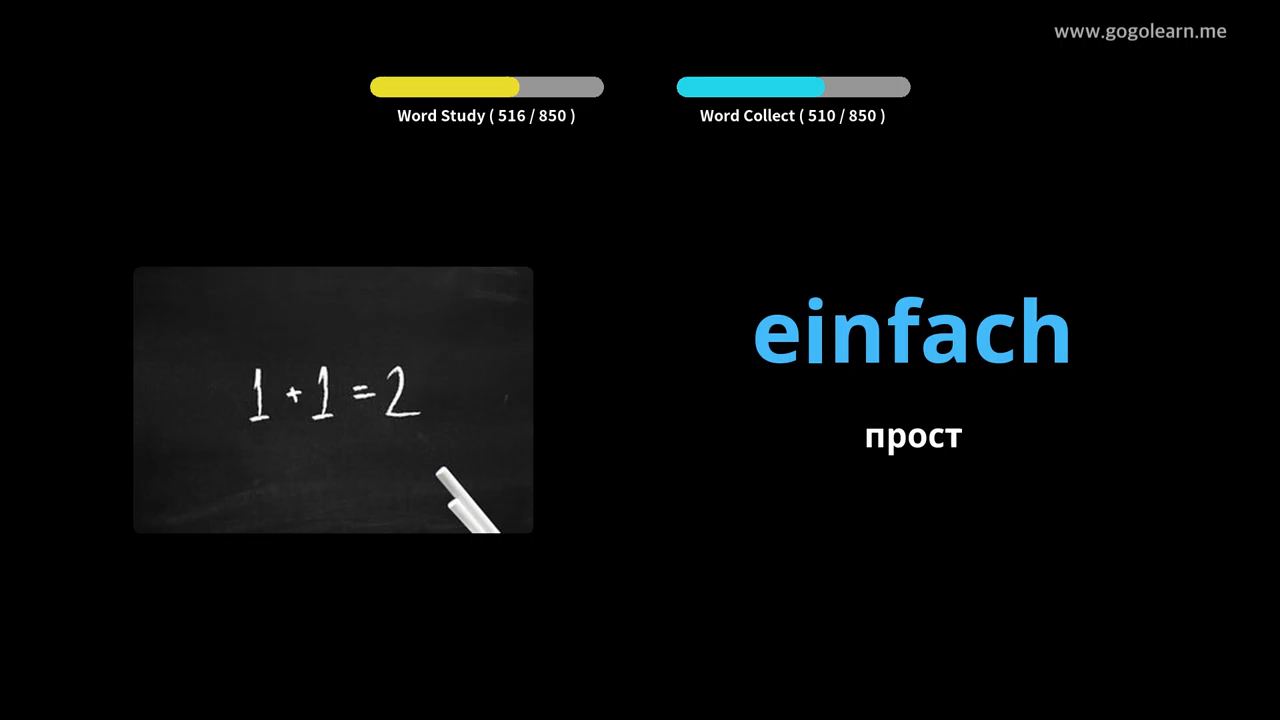 www.gogolearn.me
Word Study ( 516 / 850 )
Word Collect ( 510 / 850 )
1 + 1 = 2
einfach
прост